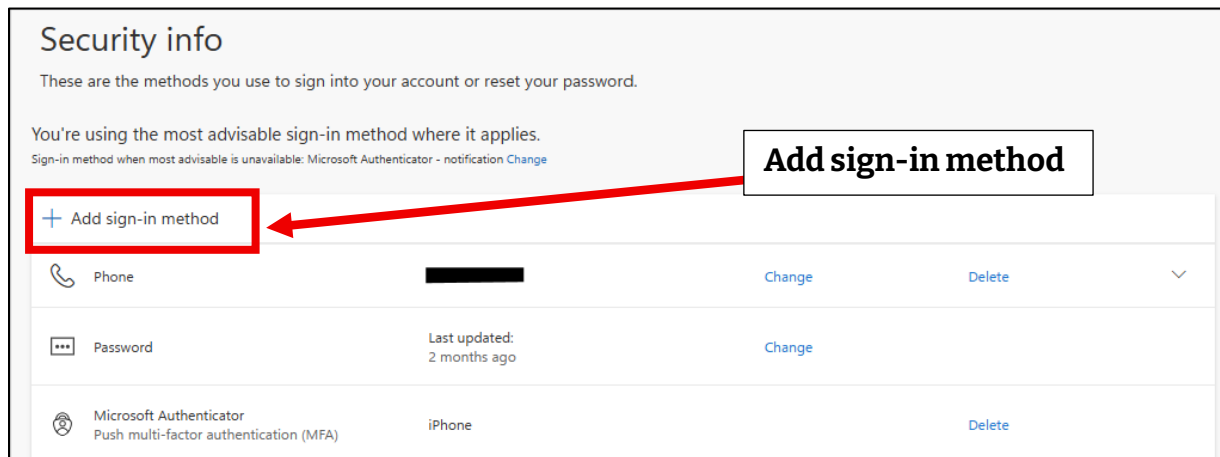 Security info
These are the methods you use to sign into your account or reset your password.
You're using the most advisable sign-in method where it applies.
Sign-in method when most advisable is unavailable: Microsoft Authenticator - notification Change
Add sign-in method
+ Add sign-in method
Phone Change Delete
Password Last updated: Change
2 months ago
Microsoft Authenticator iPhone Delete
Push multi-factor authentication (MFA)